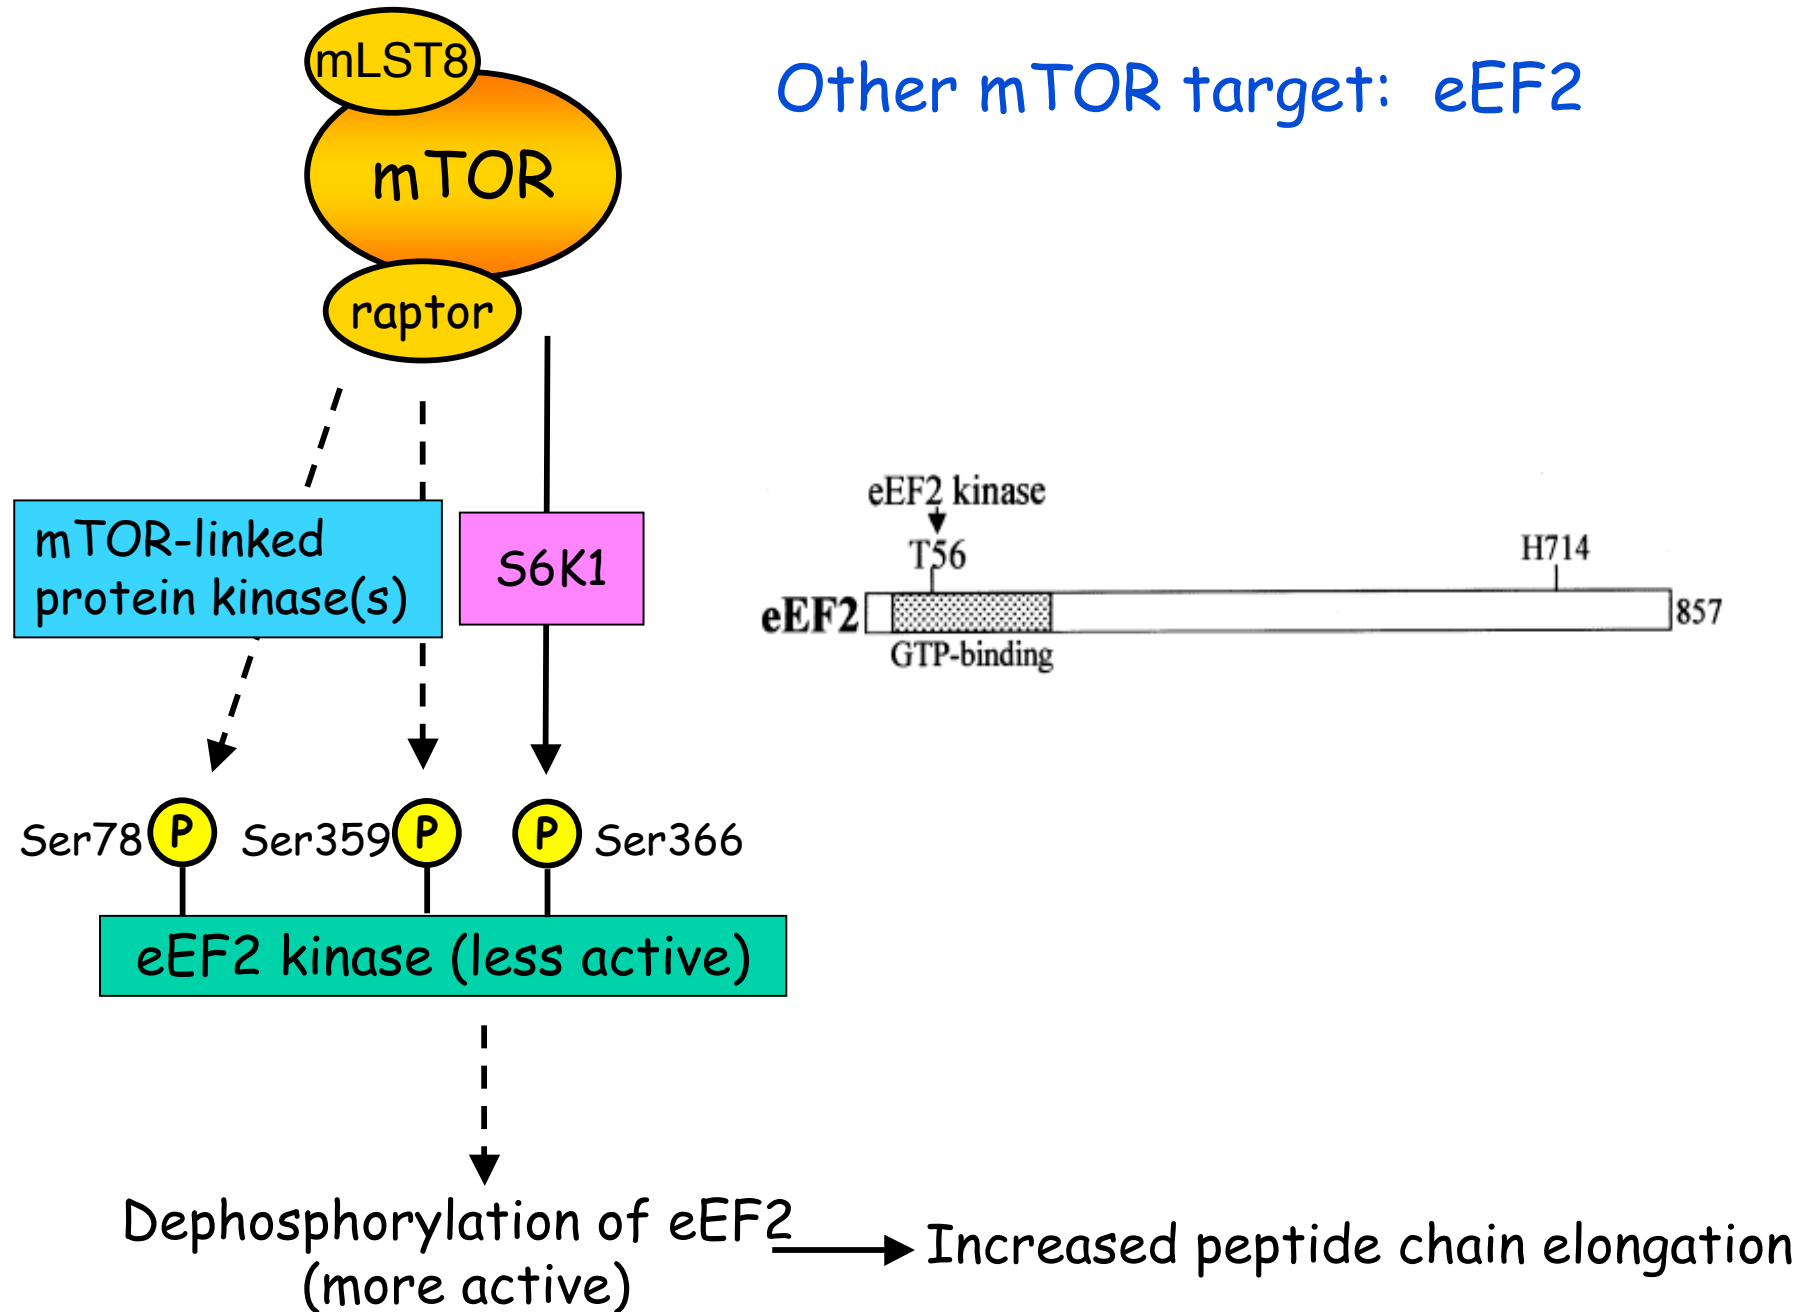 mLST8
Other mTOR target: eEF2
mTOR
raptor
eEF2 kinase
mTOR-linked
protein kinase(s)
S6K1
T56
H714
eEF2
857
GTP-binding
Ser78
P
Ser359
P
P
Ser366
eEF2 kinase (less active)
Dephosphorylation of eEF2
(more active)
Increased peptide chain elongation